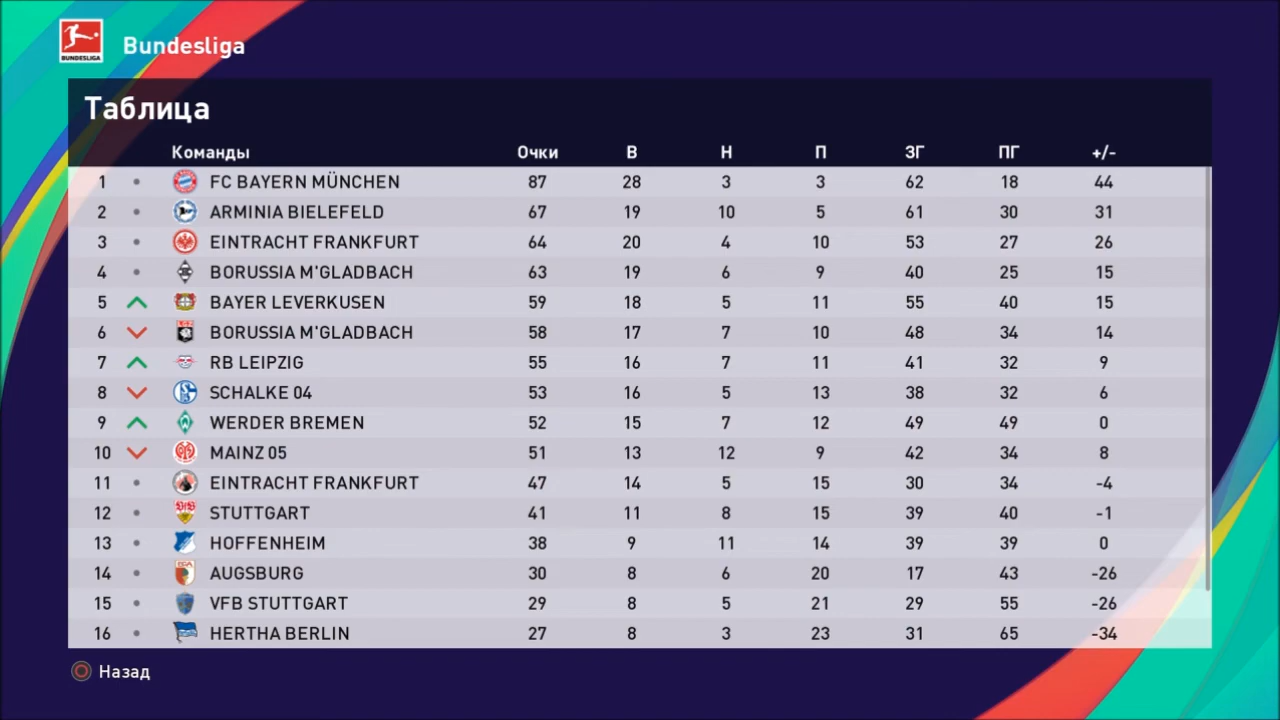 BUNDESLIGA
Bundesliga
Таблица
Команды Очки В Н П ЗГ ПГ +/-
1 FC BAYERN MÜNCHEN 87 28 3 3 62 18 44
2 ARMINIA BIELEFELD 67 19 10 5 61 30 31
3 EINTRACHT FRANKFURT 64 20 4 10 53 27 26
4 BORUSSIA M'GLADBACH 63 19 6 9 40 25 15
5 BAYER LEVERKUSEN 59 18 5 11 55 40 15
6 BORUSSIA M'GLADBACH 58 17 7 10 48 34 14
7 RB LEIPZIG 55 16 7 11 41 32 9
8 SCHALKE 04 53 16 5 13 38 32 6
9 WERDER BREMEN 52 15 7 12 49 49 0
10 MAINZ 05 51 13 12 9 42 34 8
11 EINTRACHT FRANKFURT 47 14 5 15 30 34 -4
12 STUTTGART 41 11 8 15 39 40 -1
13 HOFFENHEIM 38 9 11 14 39 39 0
14 AUGSBURG 30 8 6 20 17 43 -26
15 VFB STUTTGART 29 8 5 21 29 55 -26
16 HERTHA BERLIN 27 8 3 23 31 65 -34
Назад